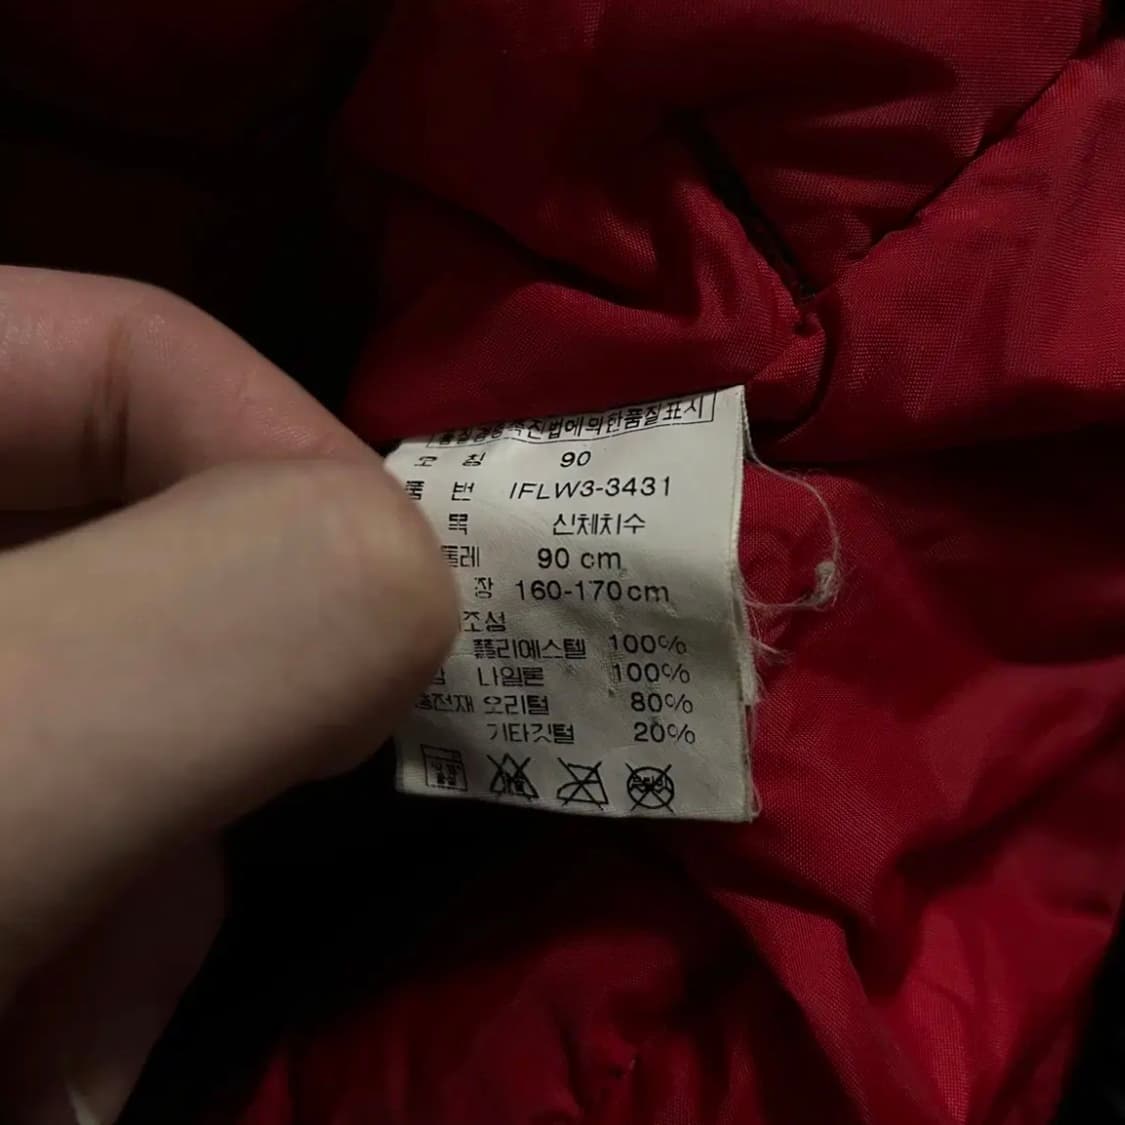 품질경영촉진법에의한품질표시
호 칭 90
품 번 IFLW3-3431
목 신체치수
둘레 90 cm
장 160-170cm
조성
폴리에스텔 100%
감 나일론 100%
충전재 오리털 80%
기타깃털 20%